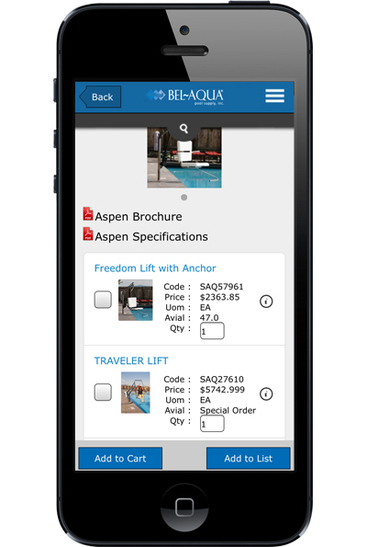 Back
BEL~AQUA
pool supply, inc.
Aspen Brochure
Aspen Specifications
Freedom Lift with Anchor
Code : SAQ57961
Price : $2363.85
Uom : EA
Avial : 47.0
Qty : 1
TRAVELER LIFT
Code : SAQ27610
Price : $5742.999
Uom : EA
Avial : Special Order
Qty : 1
Add to Cart
Add to List